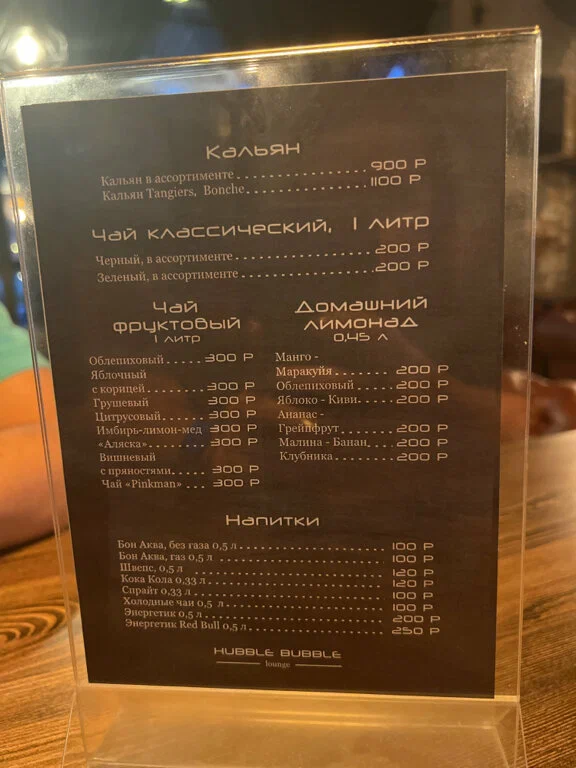 Кальян
Кальян в ассортименте 900 Р
Кальян Tangiers, Bonche 1100 Р
Чай классический, 1 литр
Черный, в ассортименте 200 Р
Зеленый, в ассортименте 200 Р
Чай
фруктовый
1 литр
Облепиховый 300 Р
Яблочный
с корицей 300 Р
Грушевый 300 Р
Цитрусовый 300 Р
Имбирь-лимон-мед 300 Р
«Аляска» 300 Р
Вишневый
с пряностями 300 Р
Чай «Pinkman» 300 Р
Домашний
лимонад
0,45 л
Манго -
Маракуйя 200 Р
Облепиховый 200 Р
Яблоко - Киви 200 Р
Ананас -
Грейпфрут 200 Р
Малина - Банан 200 Р
Клубника 200 Р
Напитки
Бон Аква, без газа 0,5 л 100 Р
Бон Аква, газ 0,5 л 100 Р
Швепс, 0,5 л 120 Р
Кока Кола 0,33 л 120 Р
Спрайт 0,33 л 100 Р
Холодные чаи 0,5 л 100 Р
Энергетик 0,5 л 200 Р
Энергетик Red Bull 0,5 л 250 Р
HUBBLE BUBBLE
lounge